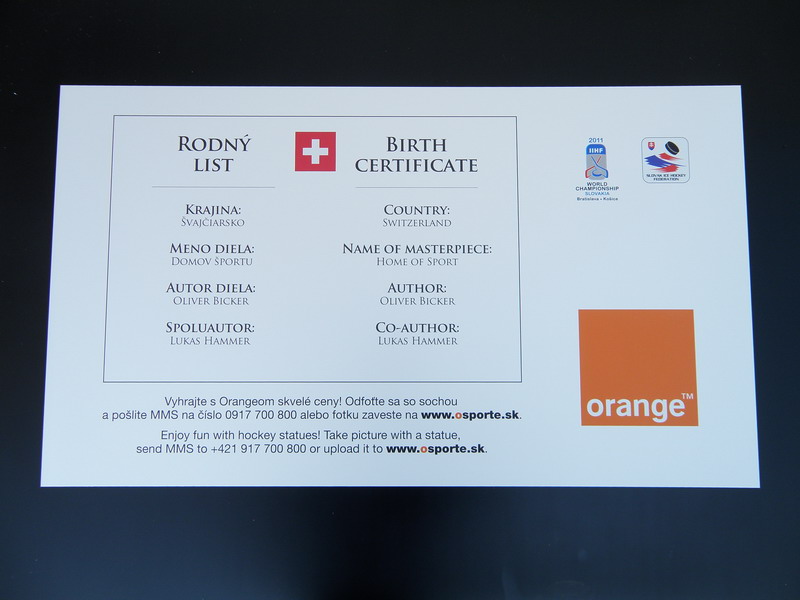 RODNÝ
LIST
KRAJINA:
ŠVAJČIARSKO
MENO DIELA:
DOMOV ŠPORTU
AUTOR DIELA:
OLIVER BICKER
SPOLUAUTOR:
LUKAS HAMMER
BIRTH
CERTIFICATE
COUNTRY:
SWITZERLAND
NAME OF MASTERPIECE:
HOME OF SPORT
AUTHOR:
OLIVER BICKER
CO-AUTHOR:
LUKAS HAMMER
2011
IIHF
WORLD
CHAMPIONSHIP
SLOVAKIA
Bratislava • Košice
SLOVAK ICE HOCKEY
FEDERATION
orange™
Vyhrajte s Orangeom skvelé ceny! Odfoťte sa so sochou
a pošlite MMS na číslo 0917 700 800 alebo fotku zaveste na www.osporte.sk.
Enjoy fun with hockey statues! Take picture with a statue,
send MMS to +421 917 700 800 or upload it to www.osporte.sk.